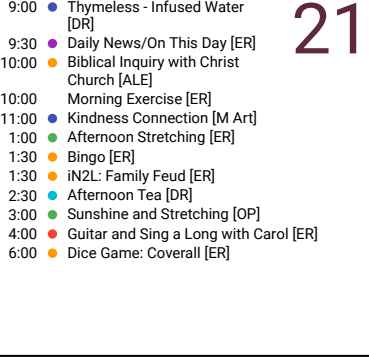 9:00 Thymeless - Infused Water
[DR]
21
9:30 Daily News/On This Day [ER]
10:00 Biblical Inquiry with Christ
Church [ALE]
10:00 Morning Exercise [ER]
11:00 Kindness Connection [M Art]
1:00 Afternoon Stretching [ER]
1:30 Bingo [ER]
1:30 iN2L: Family Feud [ER]
2:30 Afternoon Tea [DR]
3:00 Sunshine and Stretching [OP]
4:00 Guitar and Sing a Long with Carol [ER]
6:00 Dice Game: Coverall [ER]